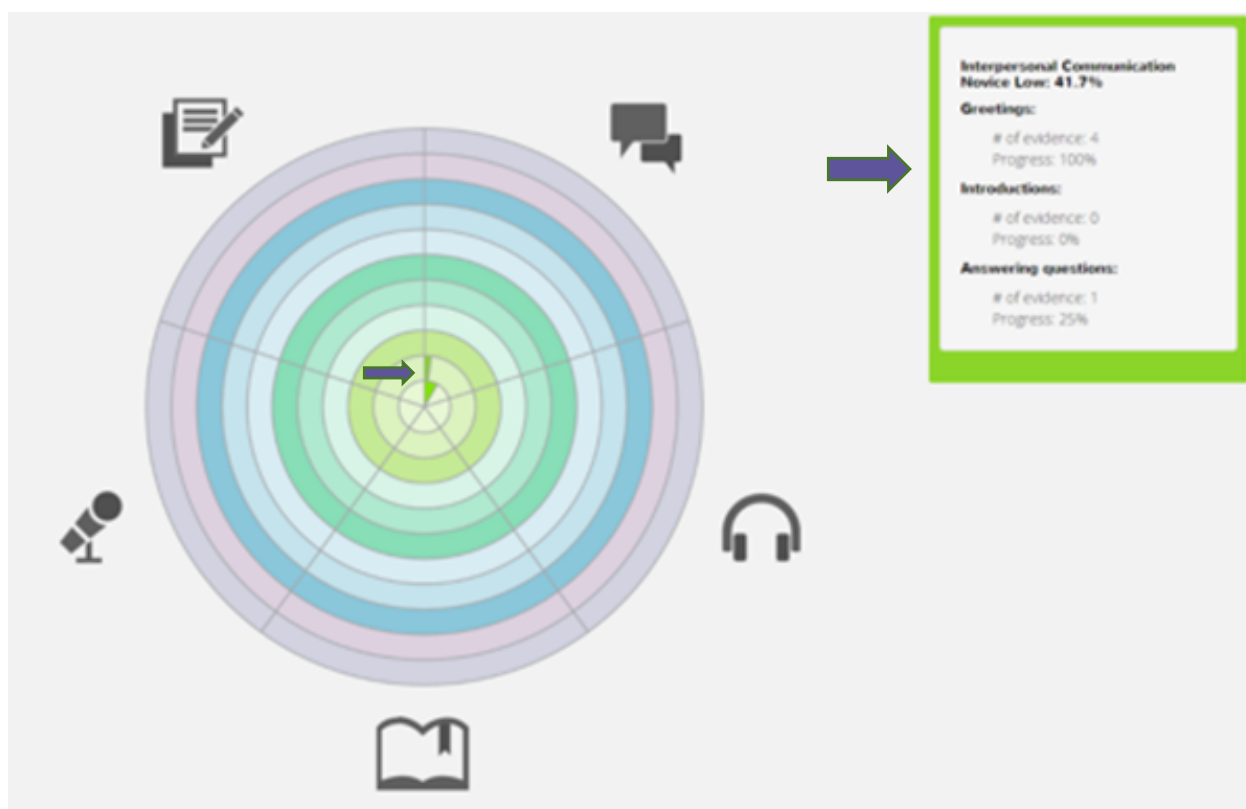 Interpersonal Communication
Novice Low: 41.7%
Greetings:
# of evidence: 4
Progress: 100%
Introductions:
# of evidence: 0
Progress: 0%
Answering questions:
# of evidence: 1
Progress: 25%